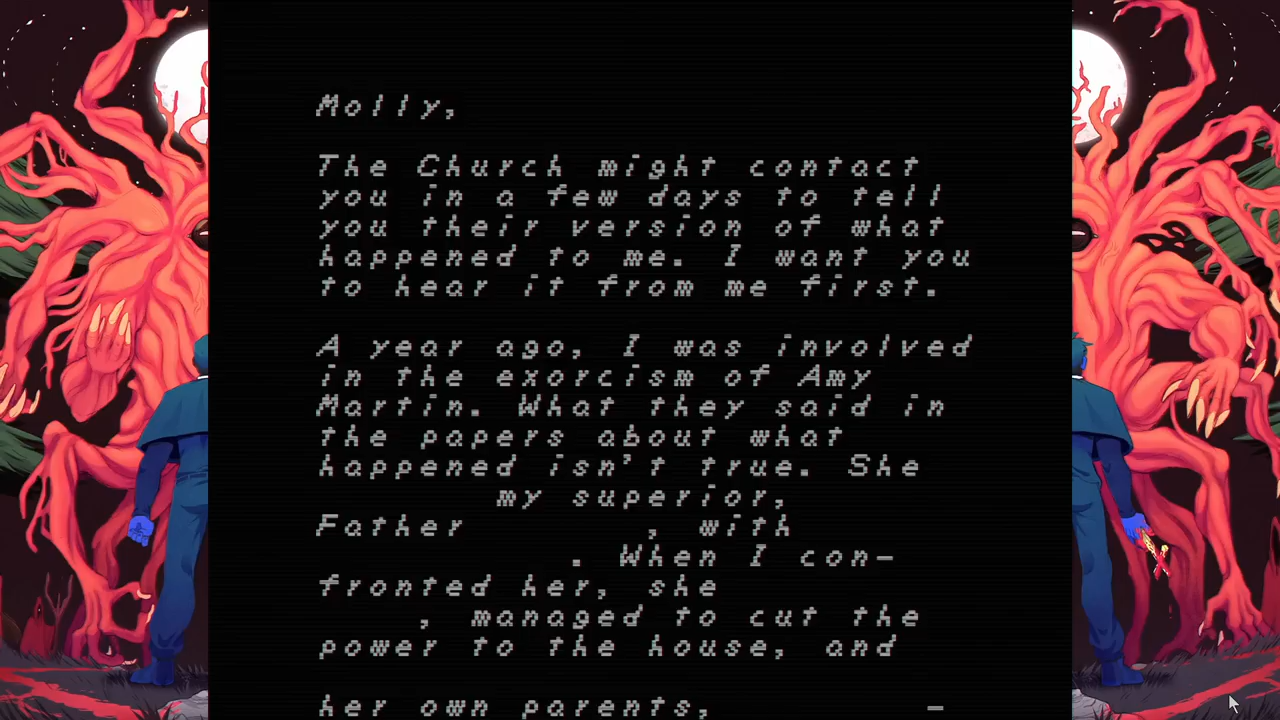 Molly,
The Church might contact
you in a few days to tell
you their version of what
happened to me. I want you
to hear it from me first.
A year ago, I was involved
in the exorcism of Amy
Martin. What they said in
the papers about what
happened isn't true. She
my superior,
Father , with
. When I con-
fronted her, she
, managed to cut the
power to the house, and
her own parents, -